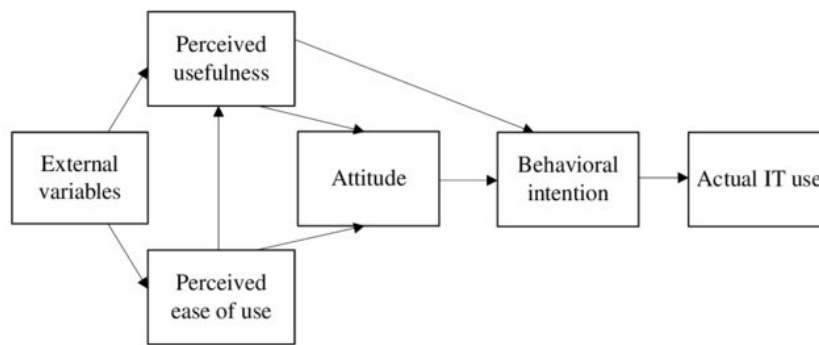 Perceived
usefulness
External
variables
Attitude
Behavioral
intention
Actual IT use
Perceived
ease of use